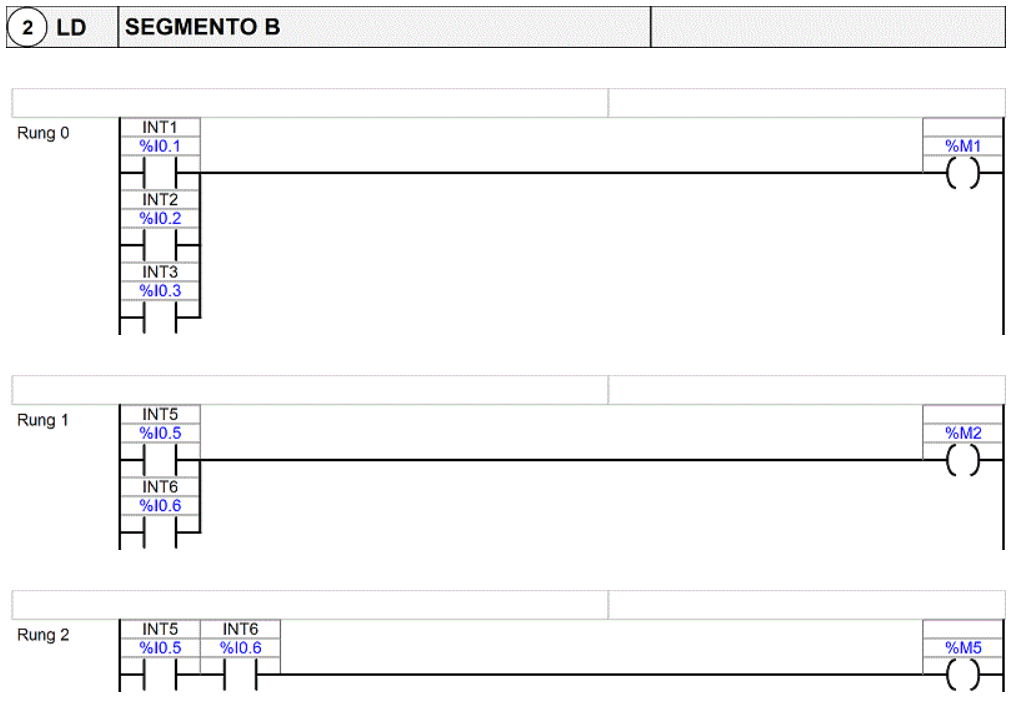 2 LD SEGMENTO B
Rung 0
INT1
%I0.1
%M1
INT2
%I0.2
INT3
%I0.3
Rung 1
INT5
%I0.5
%M2
INT6
%I0.6
Rung 2
INT5 INT6
%I0.5 %I0.6 %M5